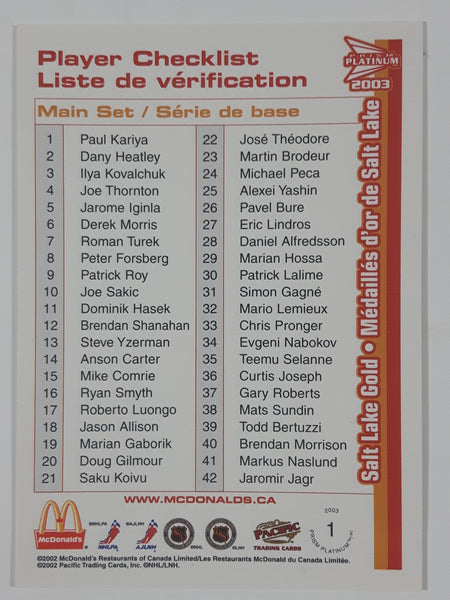 Player Checklist
Liste de vérification
PRISM
PLATINUM
2003
Main Set / Série de base
1 Paul Kariya
2 Dany Heatley
3 Ilya Kovalchuk
4 Joe Thornton
5 Jarome Iginla
6 Derek Morris
7 Roman Turek
8 Peter Forsberg
9 Patrick Roy
10 Joe Sakic
11 Dominik Hasek
12 Brendan Shanahan
13 Steve Yzerman
14 Anson Carter
15 Mike Comrie
16 Ryan Smyth
17 Roberto Luongo
18 Jason Allison
19 Marian Gaborik
20 Doug Gilmour
21 Saku Koivu
22 José Théodore
23 Martin Brodeur
24 Michael Peca
25 Alexei Yashin
26 Pavel Bure
27 Eric Lindros
28 Daniel Alfredsson
29 Marian Hossa
30 Patrick Lalime
31 Simon Gagné
32 Mario Lemieux
33 Chris Pronger
34 Evgeni Nabokov
35 Teemu Selanne
36 Curtis Joseph
37 Gary Roberts
38 Mats Sundin
39 Todd Bertuzzi
40 Brendan Morrison
41 Markus Naslund
42 Jaromir Jagr
Salt Lake Gold • Médaillés d'or de Salt Lake
WWW.MCDONALDS.CA
McDonald's
©NHLPA
NHLPA
©AJLNH
AJLNH
©NHL
©LNH
PACIFIC
TRADING CARDS
2003
1
PRISM PLATINUM
©2002 McDonald's Restaurants of Canada Limited/Les Restaurants McDonald du Canada Limitée.
©2002 Pacific Trading Cards, Inc. ©NHL/LNH.